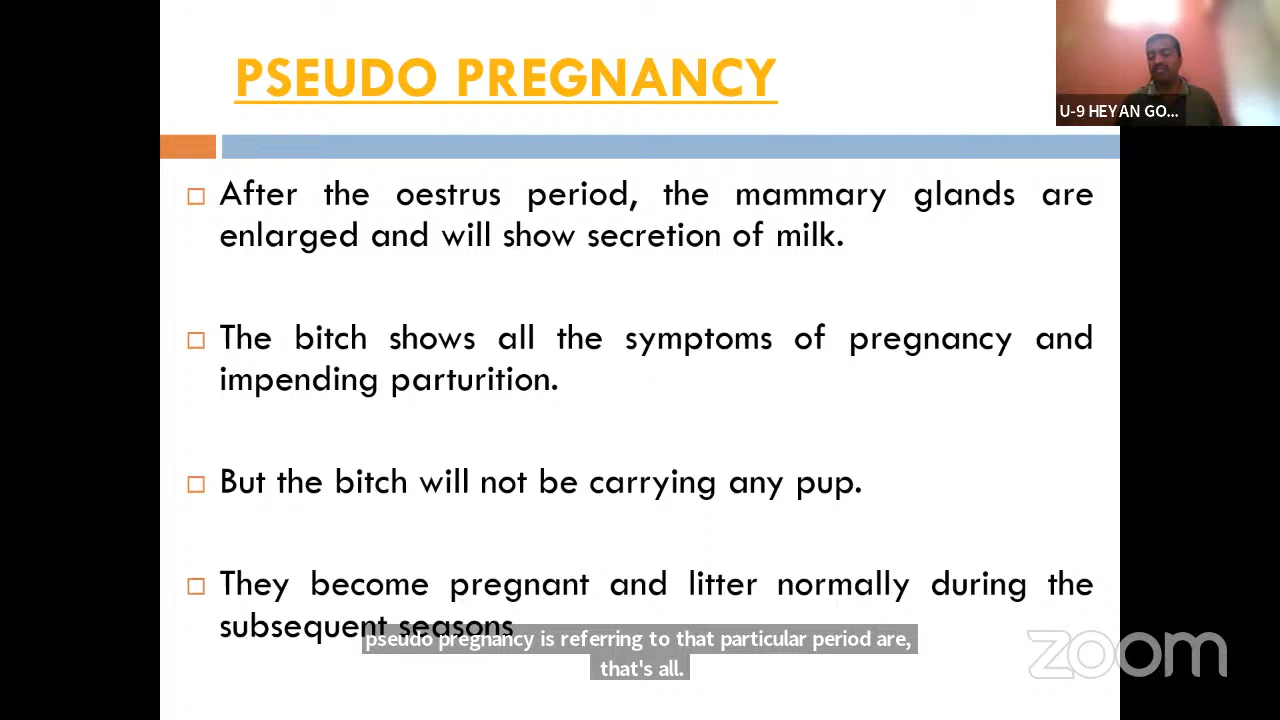 PSEUDO PREGNANCY
U-9 HEYAN GO...
After the oestrus period, the mammary glands are
enlarged and will show secretion of milk.
The bitch shows all the symptoms of pregnancy and
impending parturition.
But the bitch will not be carrying any pup.
They become pregnant and litter normally during the
subsequent seasons
pseudo pregnancy is referring to that particular period are,
that's all.
zoom